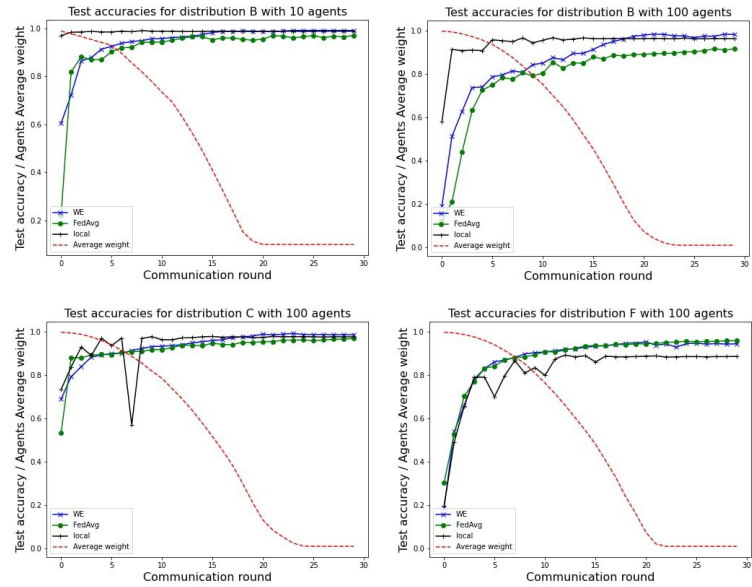 Test accuracies for distribution B with 10 agents
Test accuracy / Agents Average weight
1.0
0.8
0.6
0.4
0.2
WE
FedAvg
local
Average weight
0 5 10 15 20 25 30
Communication round
Test accuracies for distribution B with 100 agents
Test accuracy / Agents Average weight
1.0
0.8
0.6
0.4
0.2
0.0
WE
FedAvg
local
Average weight
0 5 10 15 20 25 30
Communication round
Test accuracies for distribution C with 100 agents
Test accuracy / Agents Average weight
1.0
0.8
0.6
0.4
0.2
0.0
WE
FedAvg
local
Average weight
0 5 10 15 20 25 30
Communication round
Test accuracies for distribution F with 100 agents
Test accuracy / Agents Average weight
1.0
0.8
0.6
0.4
0.2
0.0
WE
FedAvg
local
Average weight
0 5 10 15 20 25 30
Communication round